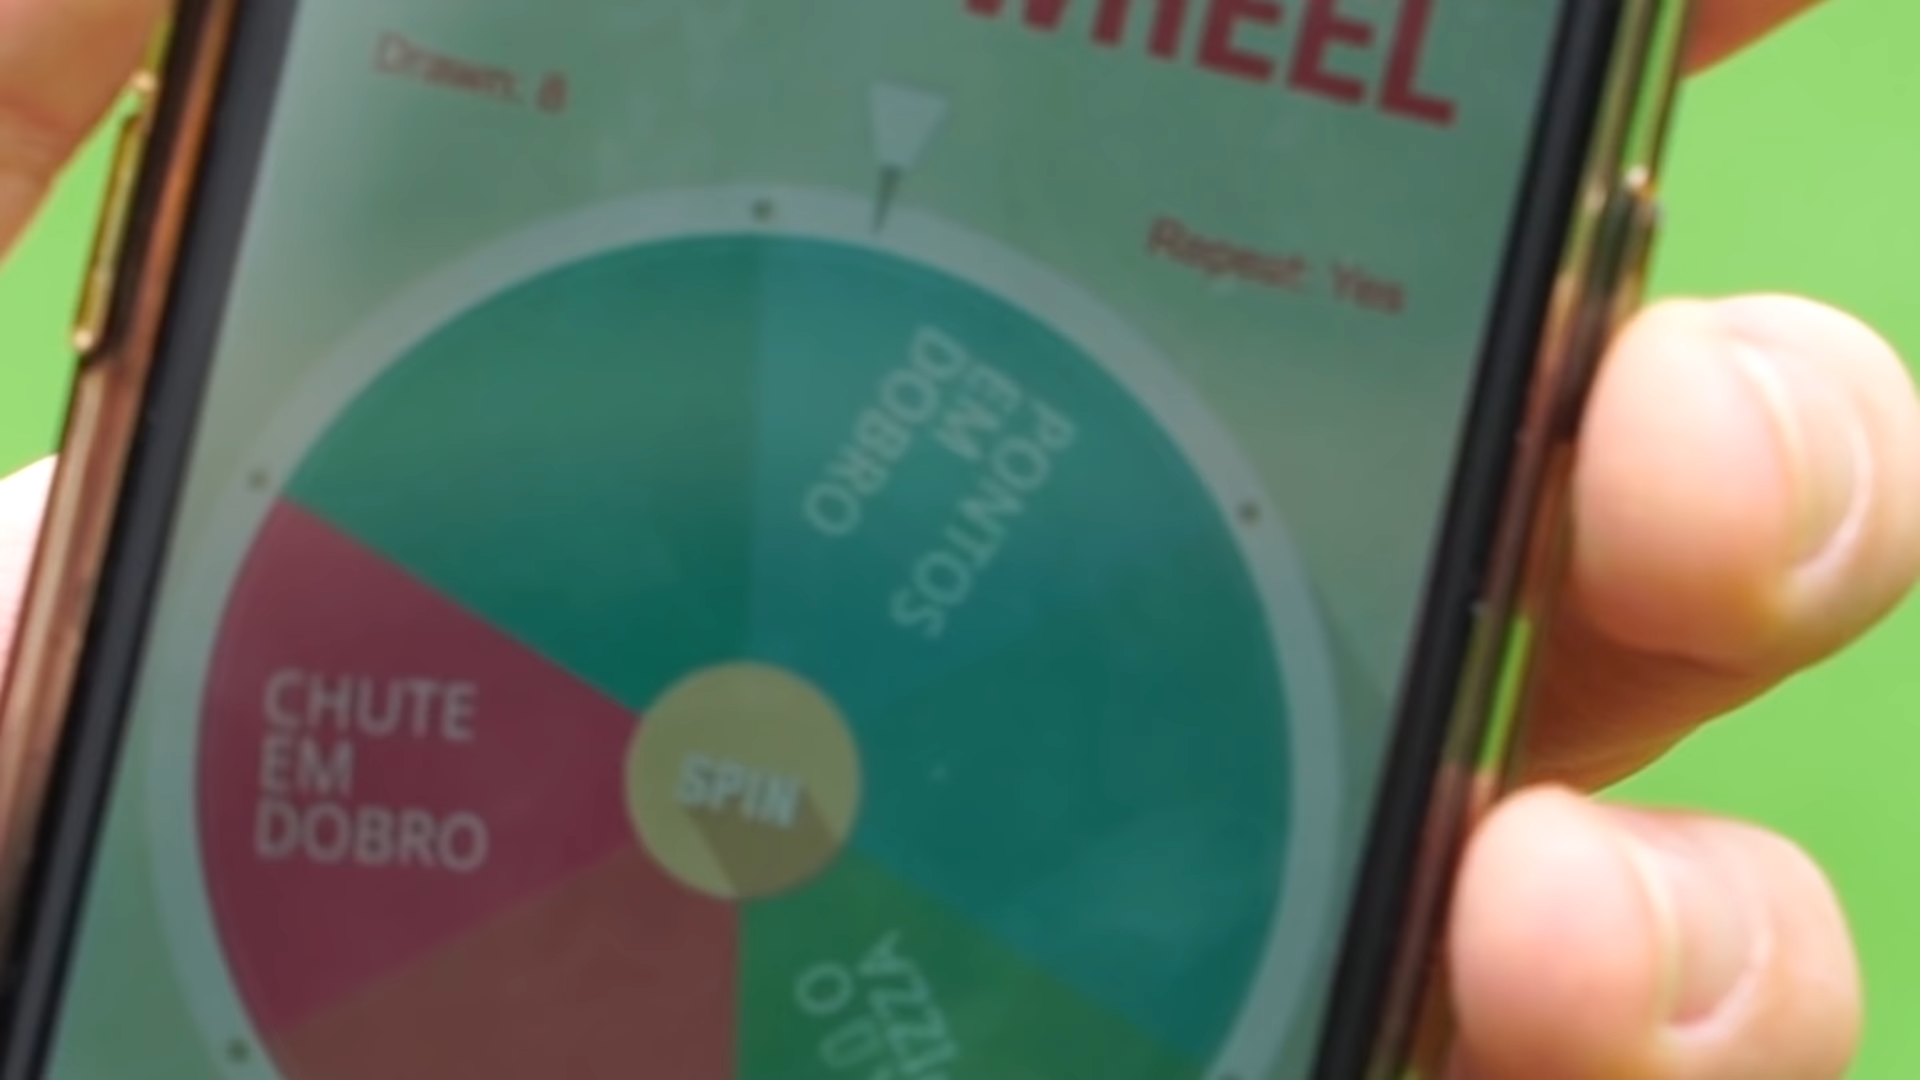 WHEEL
Drawn: 8
Repeat: Yes
PONTOS
EM
DOBRO
CHUTE
EM
DOBRO
SPIN